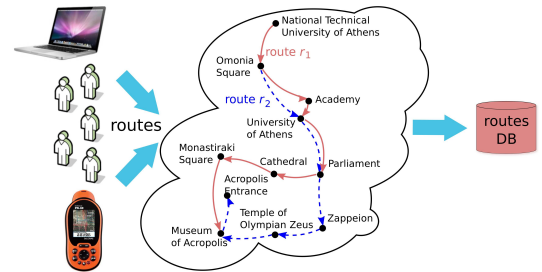 National Technical
University of Athens
route r1
Omonia
Square
route r2
Academy
University
of Athens
routes
routes
DB
Monastiraki
Square
Cathedral
Parliament
Acropolis
Entrance
Temple of
Olympian Zeus
Zappeion
Museum
of Acropolis